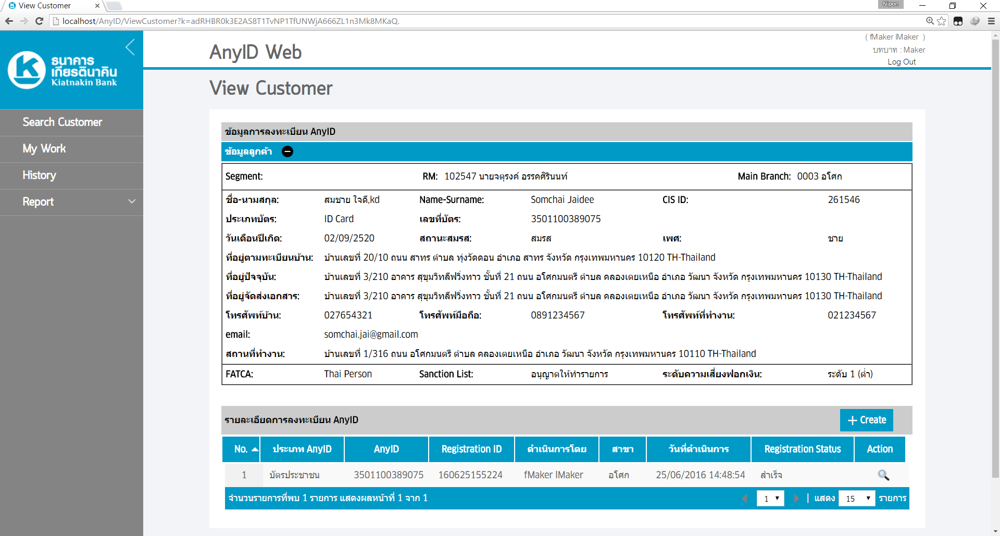 View Customer
Nipon
localhost/AnyID/ViewCustomer?k=adRHBR0k3E2AS8T1TvNP1TfUNWjA666ZL1n3Mk8MKaQ.
ธนาคาร
เกียรตินาคิน
Kiatnakin Bank
AnyID Web
( fMaker lMaker )
บทบาท : Maker
Log Out
Search Customer
My Work
History
Report
View Customer
ข้อมูลการลงทะเบียน AnyID
ข้อมูลลูกค้า
Segment: RM: 102547 นายจตุรงค์ อรรคศิรินนท์ Main Branch: 0003 อโศก
ชื่อ-นามสกุล: สมชาย ใจดี,kd Name-Surname: Somchai Jaidee CIS ID: 261546
ประเภทบัตร: ID Card เลขที่บัตร: 3501100389075
วันเดือนปีเกิด: 02/09/2520 สถานะสมรส: สมรส เพศ: ชาย
ที่อยู่ตามทะเบียนบ้าน: บ้านเลขที่ 20/10 ถนน สาทร ตำบล ทุ่งวัดดอน อำเภอ สาทร จังหวัด กรุงเทพมหานคร 10120 TH-Thailand
ที่อยู่ปัจจุบัน: บ้านเลขที่ 3/210 อาคาร สุขุมวิทลีฟวิ่งทาว ชั้นที่ 21 ถนน อโศกมนตรี ตำบล คลองเตยเหนือ อำเภอ วัฒนา จังหวัด กรุงเทพมหานคร 10130 TH-Thailand
ที่อยู่จัดส่งเอกสาร: บ้านเลขที่ 3/210 อาคาร สุขุมวิทลีฟวิ่งทาว ชั้นที่ 21 ถนน อโศกมนตรี ตำบล คลองเตยเหนือ อำเภอ วัฒนา จังหวัด กรุงเทพมหานคร 10130 TH-Thailand
โทรศัพท์บ้าน: 027654321 โทรศัพท์มือถือ: 0891234567 โทรศัพท์ที่ทำงาน: 021234567
email: somchai.jai@gmail.com
สถานที่ทำงาน: บ้านเลขที่ 1/316 ถนน อโศกมนตรี ตำบล คลองเตยเหนือ อำเภอ วัฒนา จังหวัด กรุงเทพมหานคร 10110 TH-Thailand
FATCA: Thai Person Sanction List: อนุญาตให้ทำรายการ ระดับความเสี่ยงฟอกเงิน: ระดับ 1 (ต่ำ)
รายละเอียดการลงทะเบียน AnyID
+ Create
No. ประเภท AnyID AnyID Registration ID ดำเนินการโดย สาขา วันที่ดำเนินการ Registration Status Action
1 บัตรประชาชน 3501100389075 160625155224 fMaker lMaker อโศก 25/06/2016 14:48:54 สำเร็จ
จำนวนรายการที่พบ 1 รายการ แสดงผลหน้าที่ 1 จาก 1 1 | แสดง 15 รายการ